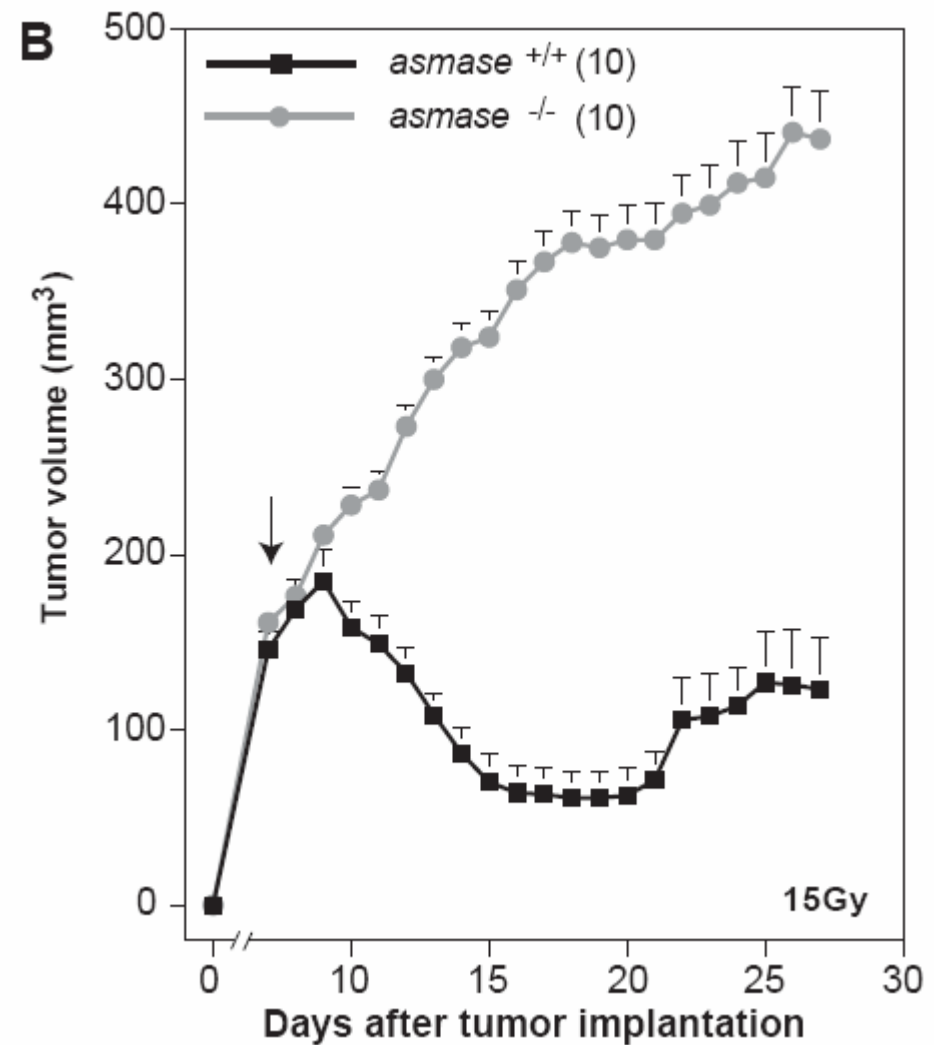 B
asmase +/+ (10)
asmase -/- (10)
500
400
300
200
100
0
Tumor volume (mm3)
15Gy
0 // 10 15 20 25 30
Days after tumor implantation